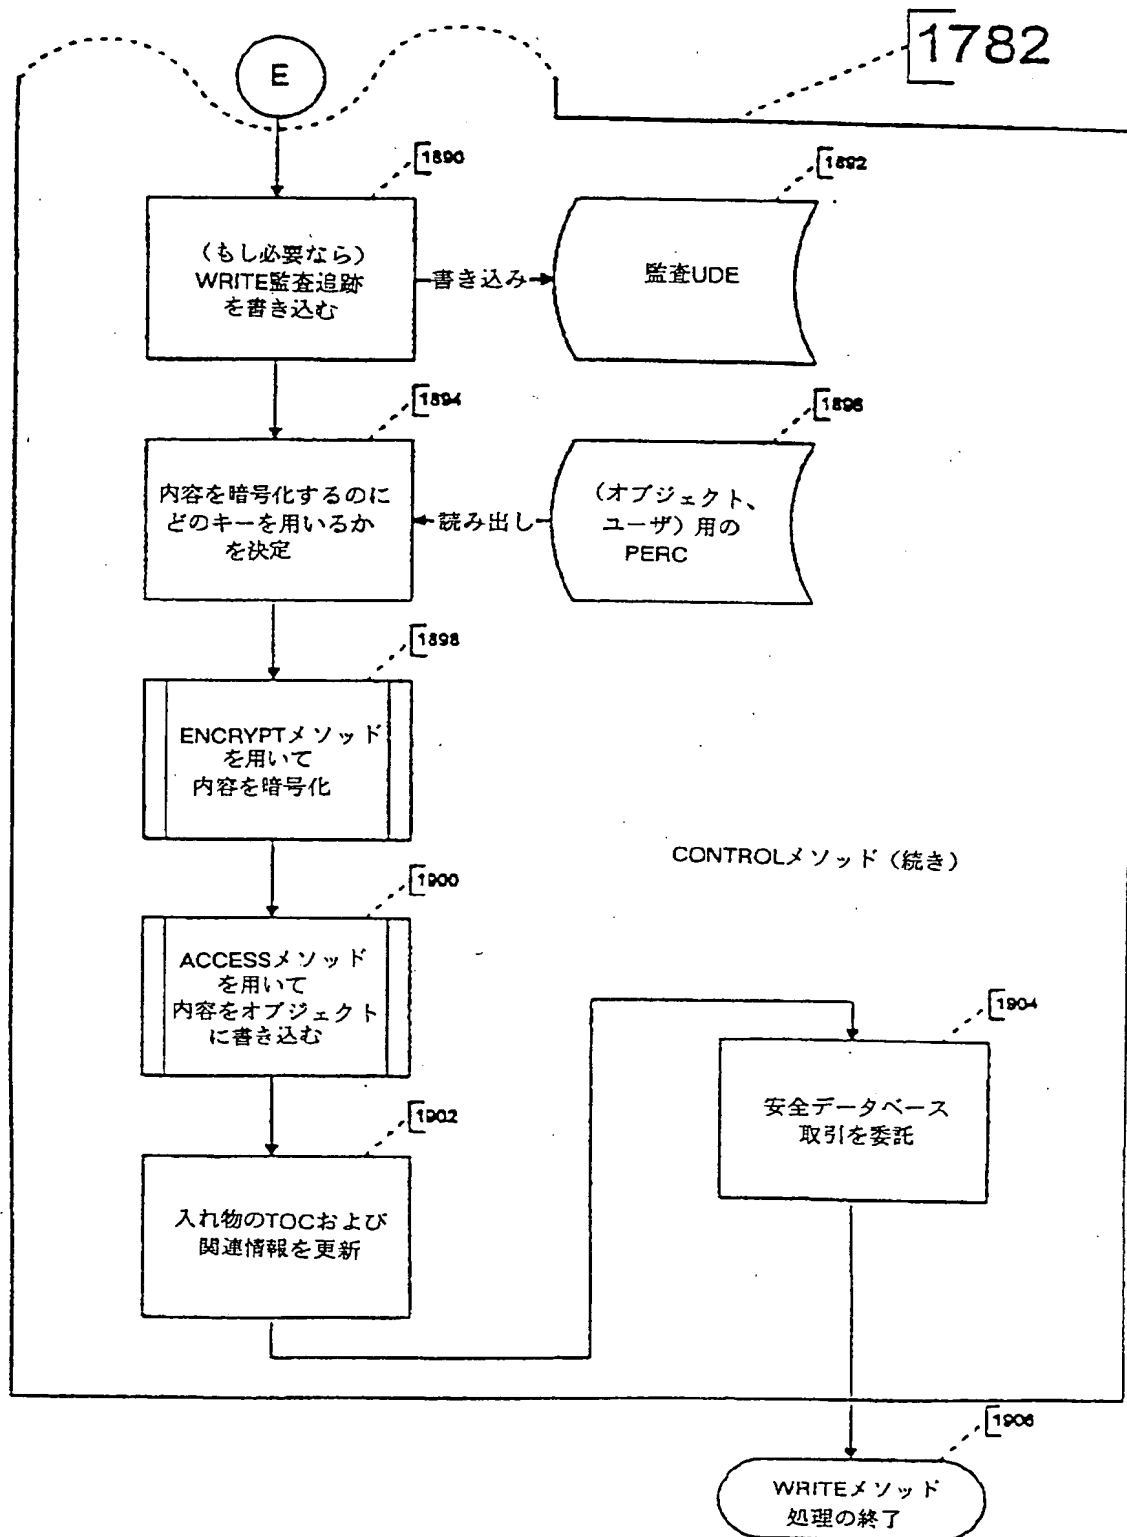 1782
E
1890
1892
（もし必要なら）
WRITE監査追跡
を書き込む
書き込み
監査UDE
1894
1896
内容を暗号化するのに
どのキーを用いるか
を決定
読み出し
（オブジェクト、
ユーザ）用の
PERC
1898
ENCRYPTメソッド
を用いて
内容を暗号化
CONTROLメソッド（続き）
1900
ACCESSメソッド
を用いて
内容をオブジェクト
に書き込む
1904
安全データベース
取引を委託
1902
入れ物のTOCおよび
関連情報を更新
1906
WRITEメソッド
処理の終了